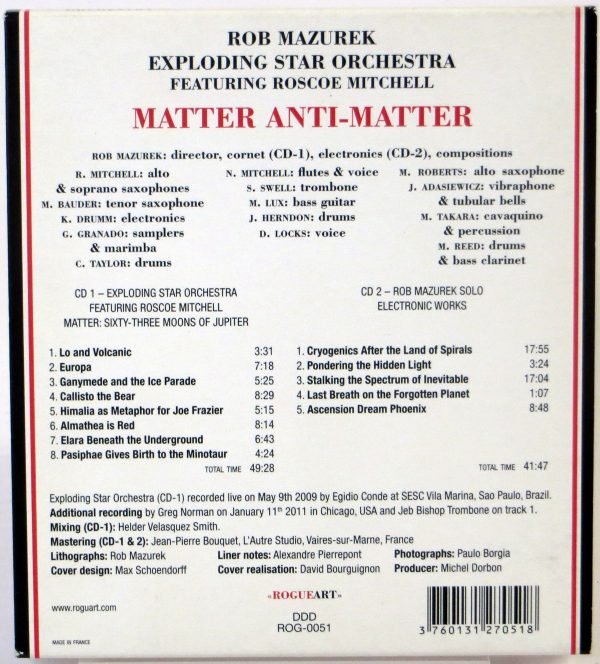 ROB MAZUREK
EXPLODING STAR ORCHESTRA
FEATURING ROSCOE MITCHELL
MATTER ANTI-MATTER
ROB MAZUREK: director, cornet (CD-1), electronics (CD-2), compositions
R. MITCHELL: alto
& soprano saxophones
M. BAUDER: tenor saxophone
K. DRUMM: electronics
G. GRANADO: samplers
& marimba
C. TAYLOR: drums
N. MITCHELL: flutes & voice
S. SWELL: trombone
M. LUX: bass guitar
J. HERNDON: drums
D. LOCKS: voice
M. ROBERTS: alto saxophone
J. ADASIEWICZ: vibraphone
& tubular bells
M. TAKARA: cavaquino
& percussion
M. REED: drums
& bass clarinet
CD 1 – EXPLODING STAR ORCHESTRA
FEATURING ROSCOE MITCHELL
MATTER: SIXTY-THREE MOONS OF JUPITER
1. Lo and Volcanic 3:31
2. Europa 7:18
3. Ganymede and the Ice Parade 5:25
4. Callisto the Bear 8:29
5. Himalia as Metaphor for Joe Frazier 5:15
6. Almathea is Red 8:14
7. Elara Beneath the Underground 6:43
8. Pasiphae Gives Birth to the Minotaur 4:24
TOTAL TIME 49:28
CD 2 – ROB MAZUREK SOLO
ELECTRONIC WORKS
1. Cryogenics After the Land of Spirals 17:55
2. Pondering the Hidden Light 3:24
3. Stalking the Spectrum of Inevitable 17:04
4. Last Breath on the Forgotten Planet 1:07
5. Ascension Dream Phoenix 8:48
TOTAL TIME 41:47
Exploding Star Orchestra (CD-1) recorded live on May 9th 2009 by Egidio Conde at SESC Vila Marina, Sao Paulo, Brazil.
Additional recording by Greg Norman on January 11th 2011 in Chicago, USA and Jeb Bishop Trombone on track 1.
Mixing (CD-1): Helder Velasquez Smith.
Mastering (CD-1 & 2): Jean-Pierre Bouquet, L'Autre Studio, Vaires-sur-Marne, France
Lithographs: Rob Mazurek Liner notes: Alexandre Pierrepont Photographs: Paulo Borgia
Cover design: Max Schoendorff Cover realisation: David Bourguignon Producer: Michel Dorbon
«ROGUEART»
www.roguart.com
DDD
ROG-0051
3 760131 270518
MADE IN FRANCE